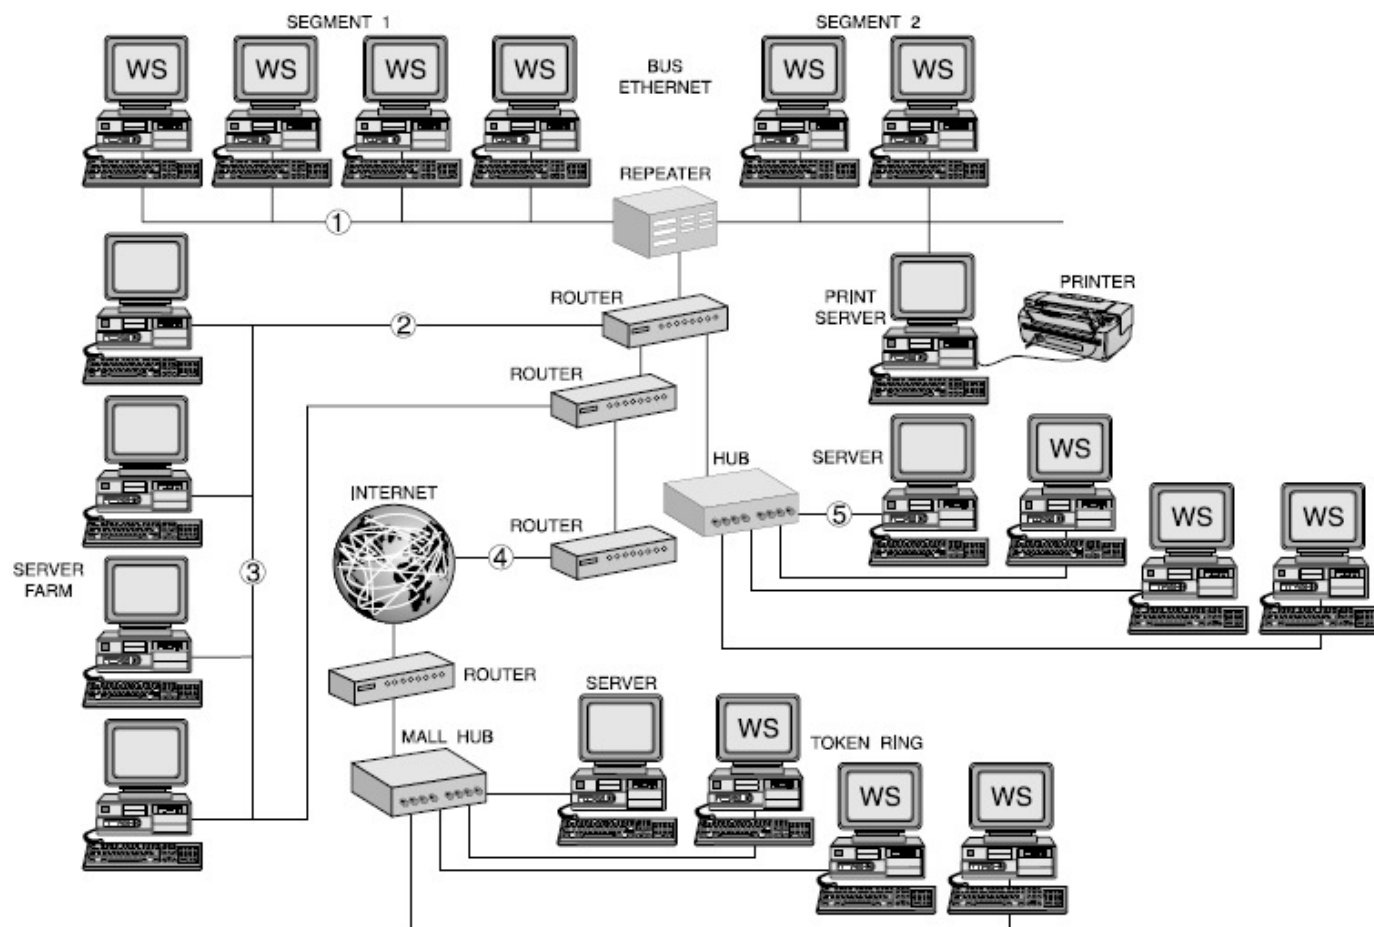 SEGMENT 1
SEGMENT 2
WS
WS
WS
WS
BUS
ETHERNET
WS
WS
REPEATER
1
ROUTER
2
PRINT
SERVER
PRINTER
ROUTER
HUB
SERVER
WS
INTERNET
ROUTER
5
WS
WS
4
SERVER
FARM
3
ROUTER
SERVER
MALL HUB
WS
TOKEN RING
WS
WS